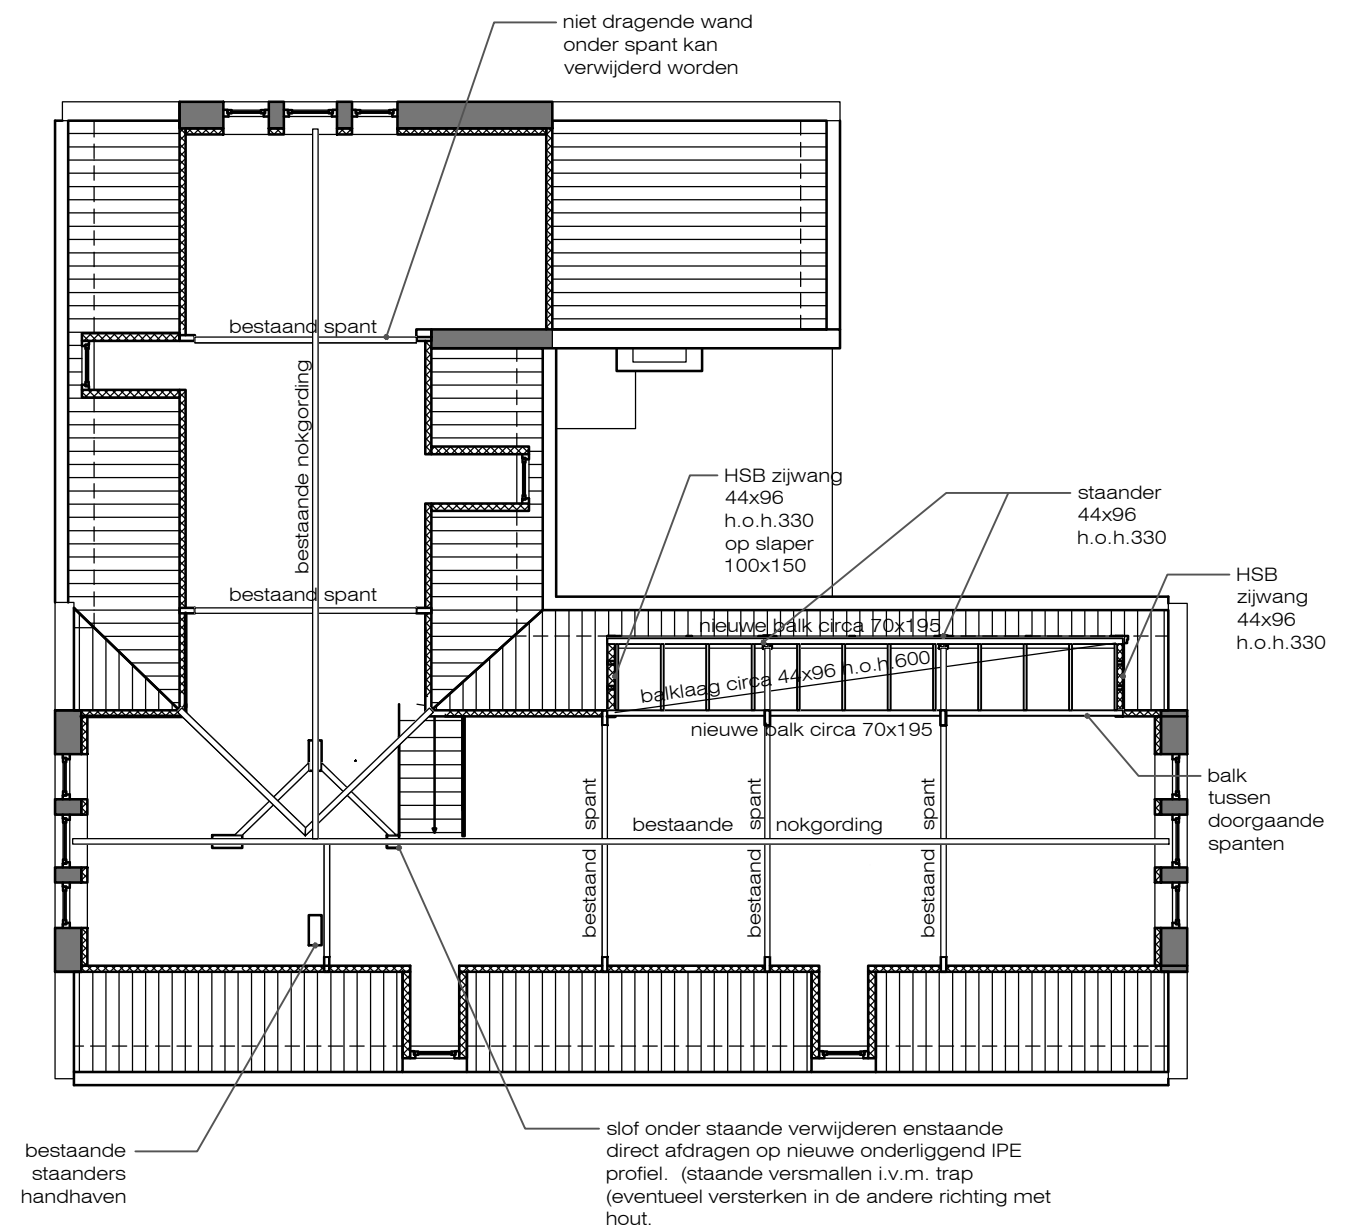 niet dragende wand
onder spant kan
verwijderd worden
bestaand spant
bestaande nokgording
bestaand spant
HSB zijwang
44x96
h.o.h.330
op slaper
100x150
staander
44x96
h.o.h.330
HSB
zijwang
44x96
h.o.h.330
nieuwe balk circa 70x195
balklaag circa 44x96 h.o.h.600
nieuwe balk circa 70x195
balk
tussen
doorgaande
spanten
bestaand spant
bestaand spant
bestaand spant
bestaande nokgording
bestaande
staanders
handhaven
slof onder staande verwijderen enstaande
direct afdragen op nieuwe onderliggend IPE
profiel. (staande versmallen i.v.m. trap
(eventueel versterken in de andere richting met
hout.